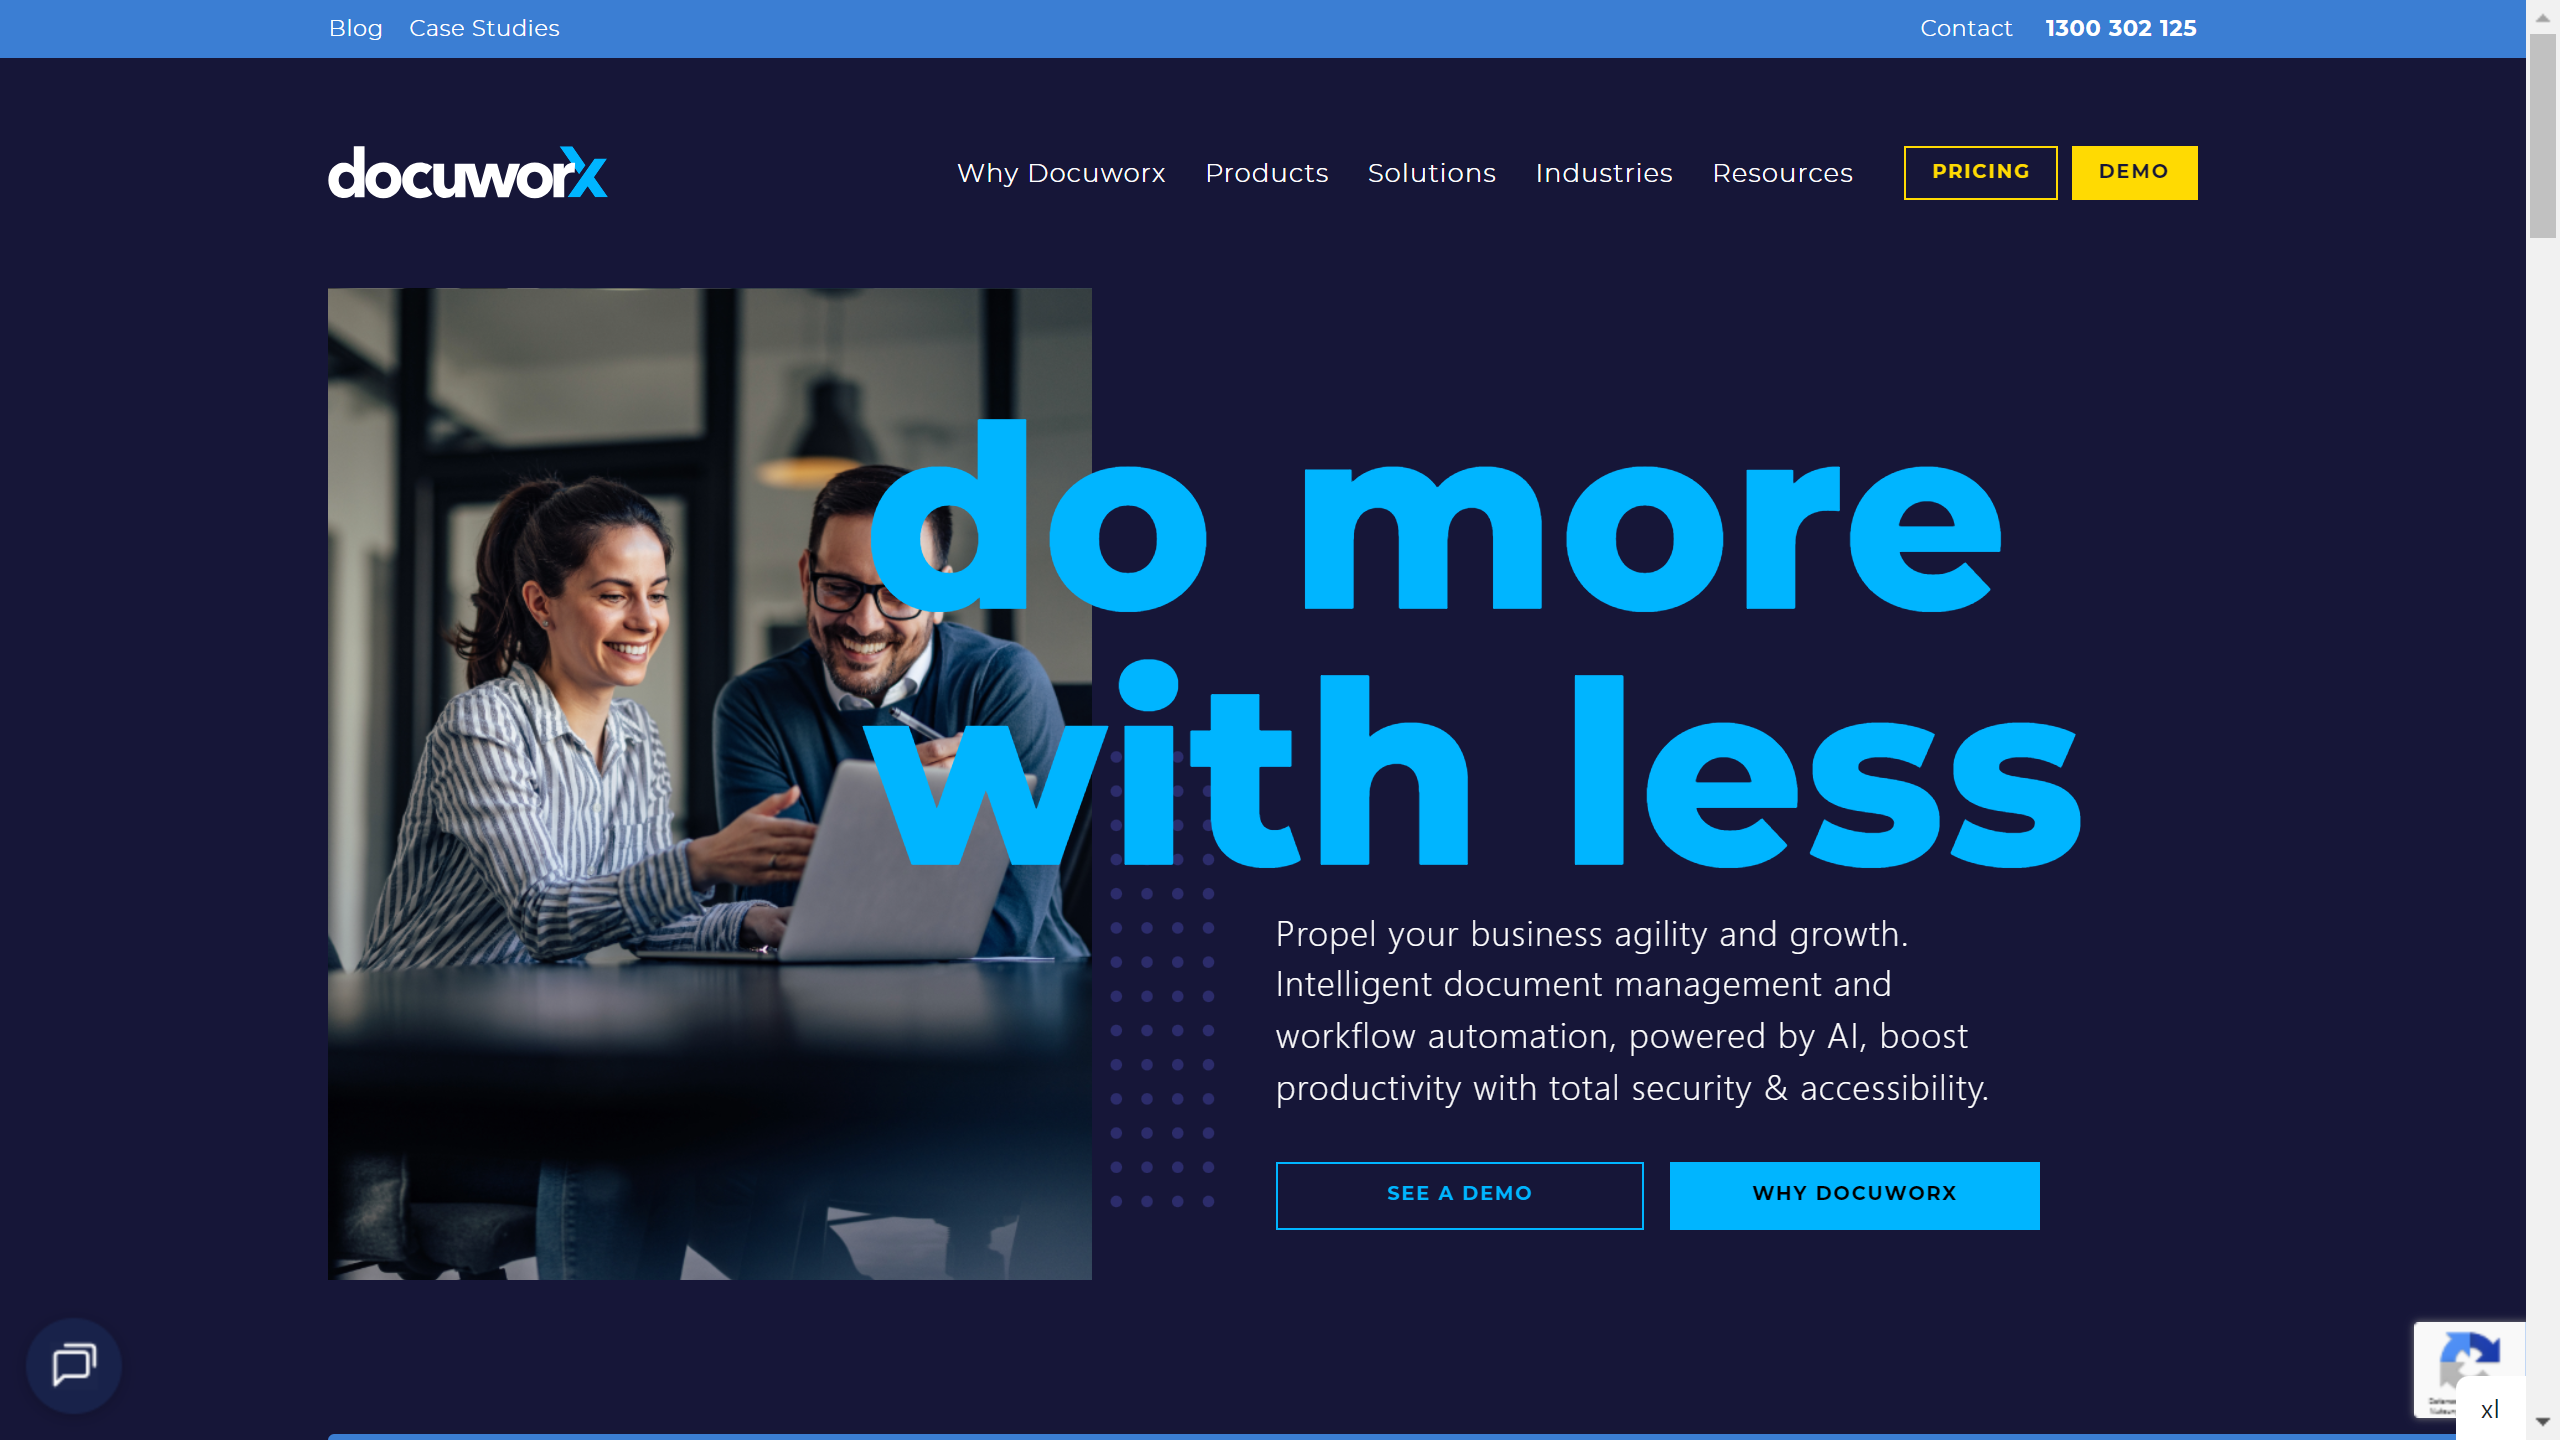 Blog Case Studies Contact 1300 302 125
docuworx Why Docuworx Products Solutions Industries Resources PRICING DEMO
do more
with less
Propel your business agility and growth.
Intelligent document management and
workflow automation, powered by AI, boost
productivity with total security & accessibility.
SEE A DEMO WHY DOCUWORX
xl